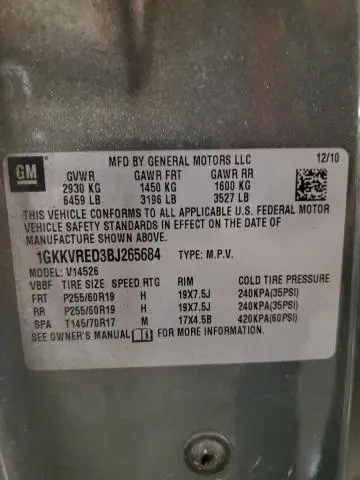 GM
MFD BY GENERAL MOTORS LLC 12/10
GVWR GAWR FRT GAWR RR
2930 KG 1450 KG 1600 KG
6459 LB 3196 LB 3527 LB
THIS VEHICLE CONFORMS TO ALL APPLICABLE U.S. FEDERAL MOTOR
VEHICLE SAFETY STANDARDS IN EFFECT ON THE DATE OF
MANUFACTURE SHOWN ABOVE.
1GKKVRED3BJ265684 TYPE: M.P.V.
MODEL: V14526
VBBF TIRE SIZE SPEED RTG RIM COLD TIRE PRESSURE
FRT P255/60R19 H 19X7.5J 240KPA(35PSI)
RR P255/60R19 H 19X7.5J 240KPA(35PSI)
SPA T145/70R17 M 17X4.5B 420KPA(60PSI)
SEE OWNER'S MANUAL FOR MORE INFORMATION